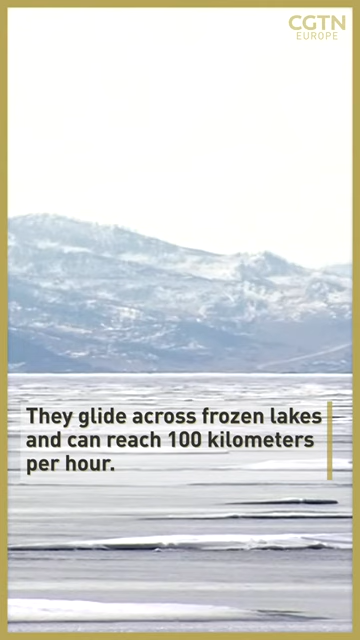 CGTN
EUROPE
They glide across frozen lakes
and can reach 100 kilometers
per hour.